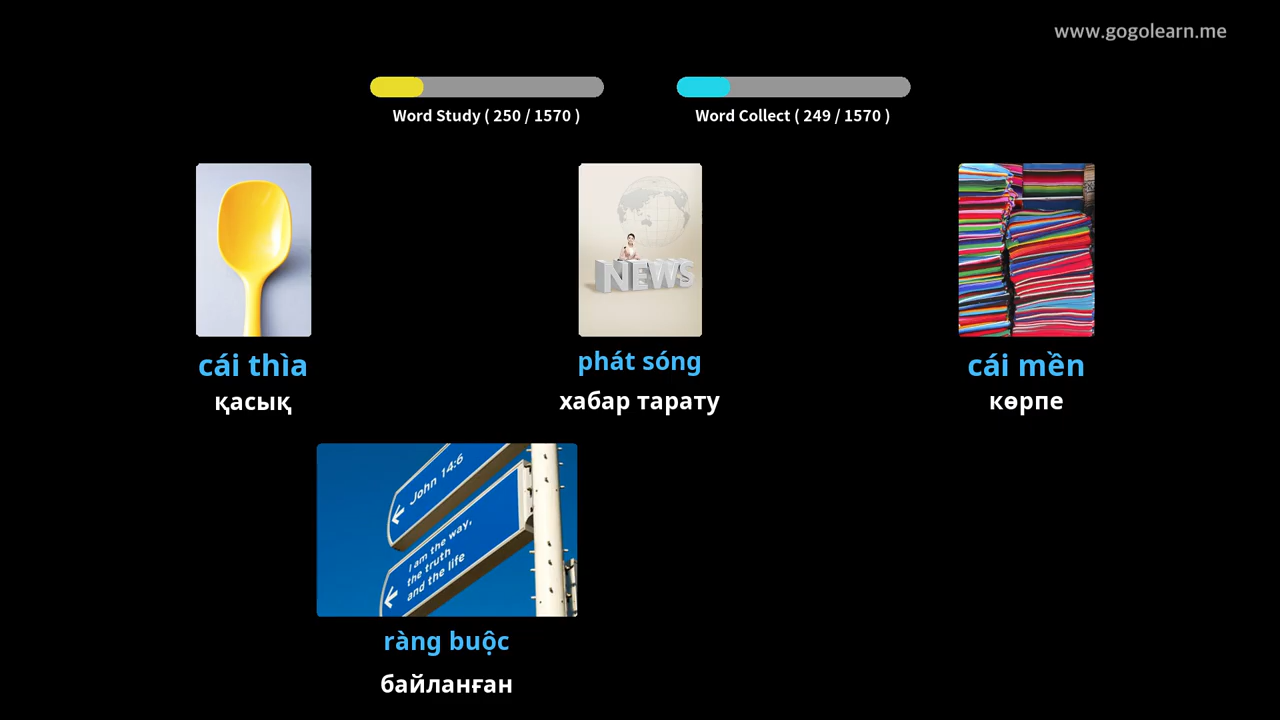 www.gogolearn.me
Word Study ( 250 / 1570 )
Word Collect ( 249 / 1570 )
NEWS
cái thìa
phát sóng
cái mền
қасық
хабар тарату
көрпе
John 14:6
I am the way,
the truth
and the life
ràng buộc
байланған